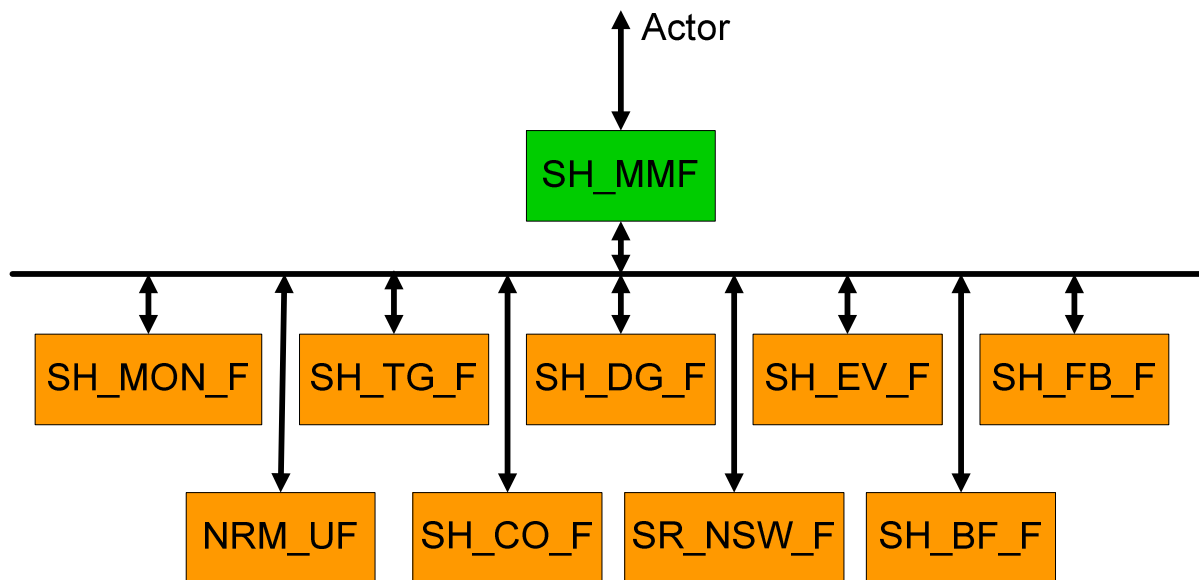 Actor
SH_MMF
SH_MON_F
SH_TG_F
SH_DG_F
SH_EV_F
SH_FB_F
NRM_UF
SH_CO_F
SR_NSW_F
SH_BF_F